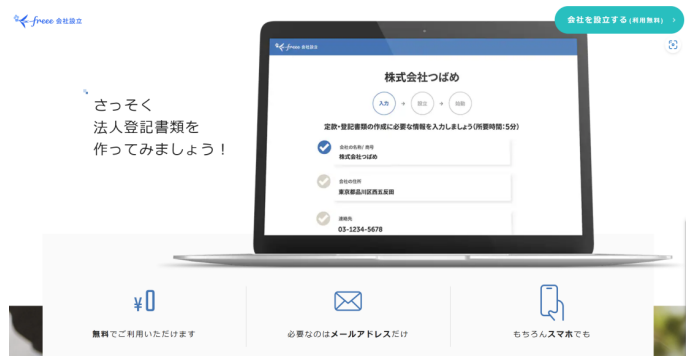 freee 会社設立
会社を設立する (利用無料)
freee 会社設立
株式会社つばめ
入力 → 設立 →
定款・登記書類の作成に必要な情報を入力しましょう(所要時間:5分)
会社の名称/商号
株式会社つばめ
会社の住所
東京都品川区西五反田
連絡先
03-1234-5678
さっそく
法人登記書類を
作ってみましょう！
¥0
無料でご利用いただけます
必要なのはメールアドレスだけ
もちろんスマホでも